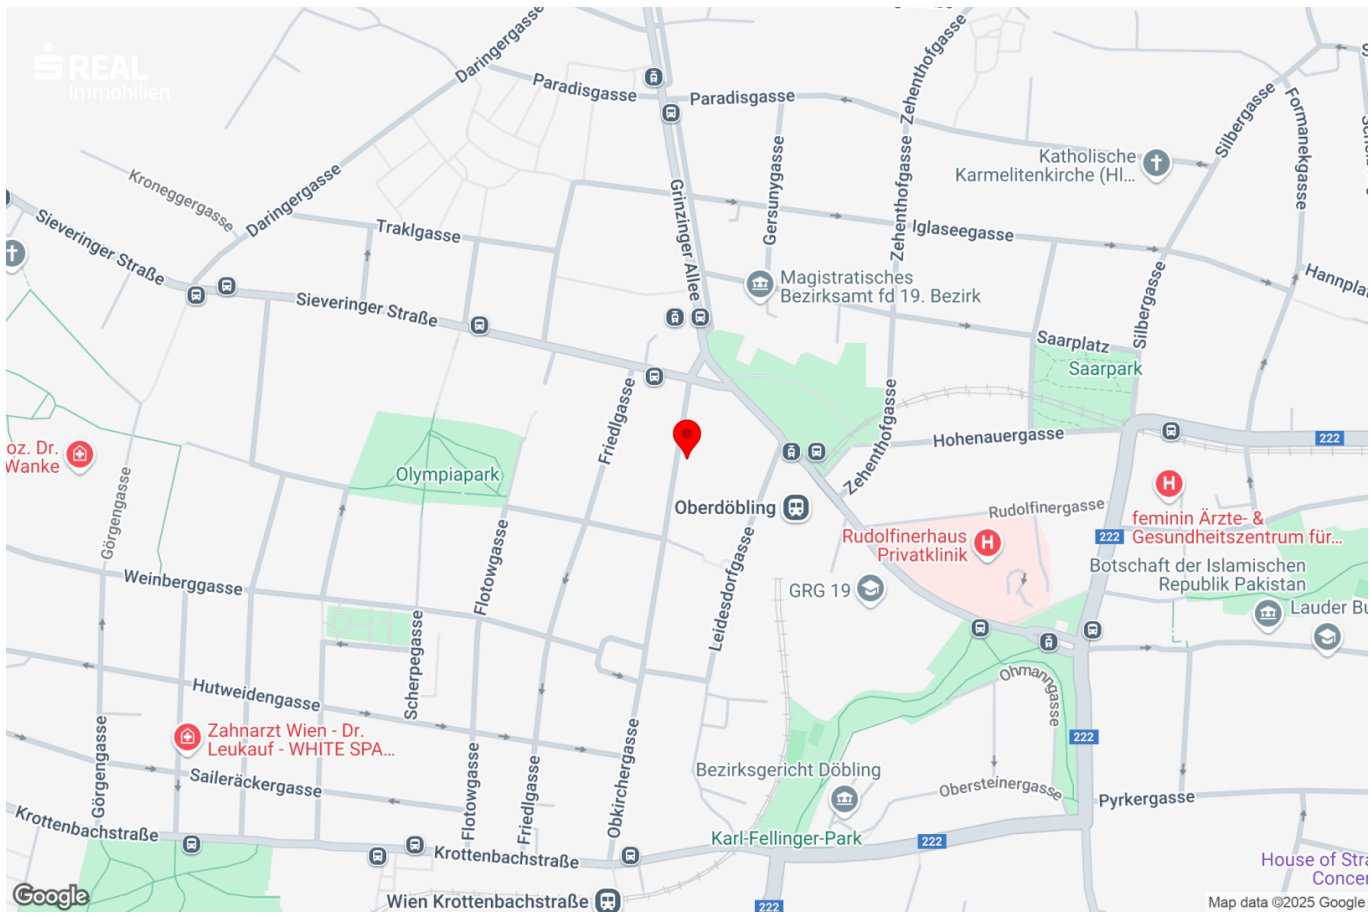 REAL
Immobilien
Daringergasse
Paradisgasse
Paradisgasse
Zehenthofgasse
Zehenthofgasse
Silbergasse
Formanekgasse
Katholische
Karmelitenkirche (Hl...
Kroneggergasse
Daringergasse
Sieveringer Straße
Traklgasse
Grinzinger Allee
Gersunygasse
Zehenthofgasse
Iglaseegasse
Hannplatz
Magistratisches
Bezirksamt fd 19. Bezirk
Sieveringer Straße
Silbergasse
Saarplatz
Saarpark
Friedlgasse
Hohenauergasse
222
oz. Dr.
Wanke
Olympiapark
Zehenthofgasse
Görgengasse
Flotowgasse
Oberdöbling
Leidesdorfgasse
Rudolfinergasse
Rudolfinerhaus
Privatklinik
feminin Ärzte- &
Gesundheitszentrum für...
222
Botschaft der Islamischen
Republik Pakistan
Weinberggasse
GRG 19
Lauder Bu
Scherpegasse
Hutweidengasse
Ohmanngasse
222
Zahnarzt Wien - Dr.
Leukauf - WHITE SPA...
Görgengasse
Saileräckergasse
Flotowgasse
Friedlgasse
Obkirchergasse
Bezirksgericht Döbling
Obersteinergasse
Pyrkergasse
Krottenbachstraße
Krottenbachstraße
Karl-Fellinger-Park
222
House of Stra
Concer
Wien Krottenbachstraße
222
Google
Map data ©2025 Google